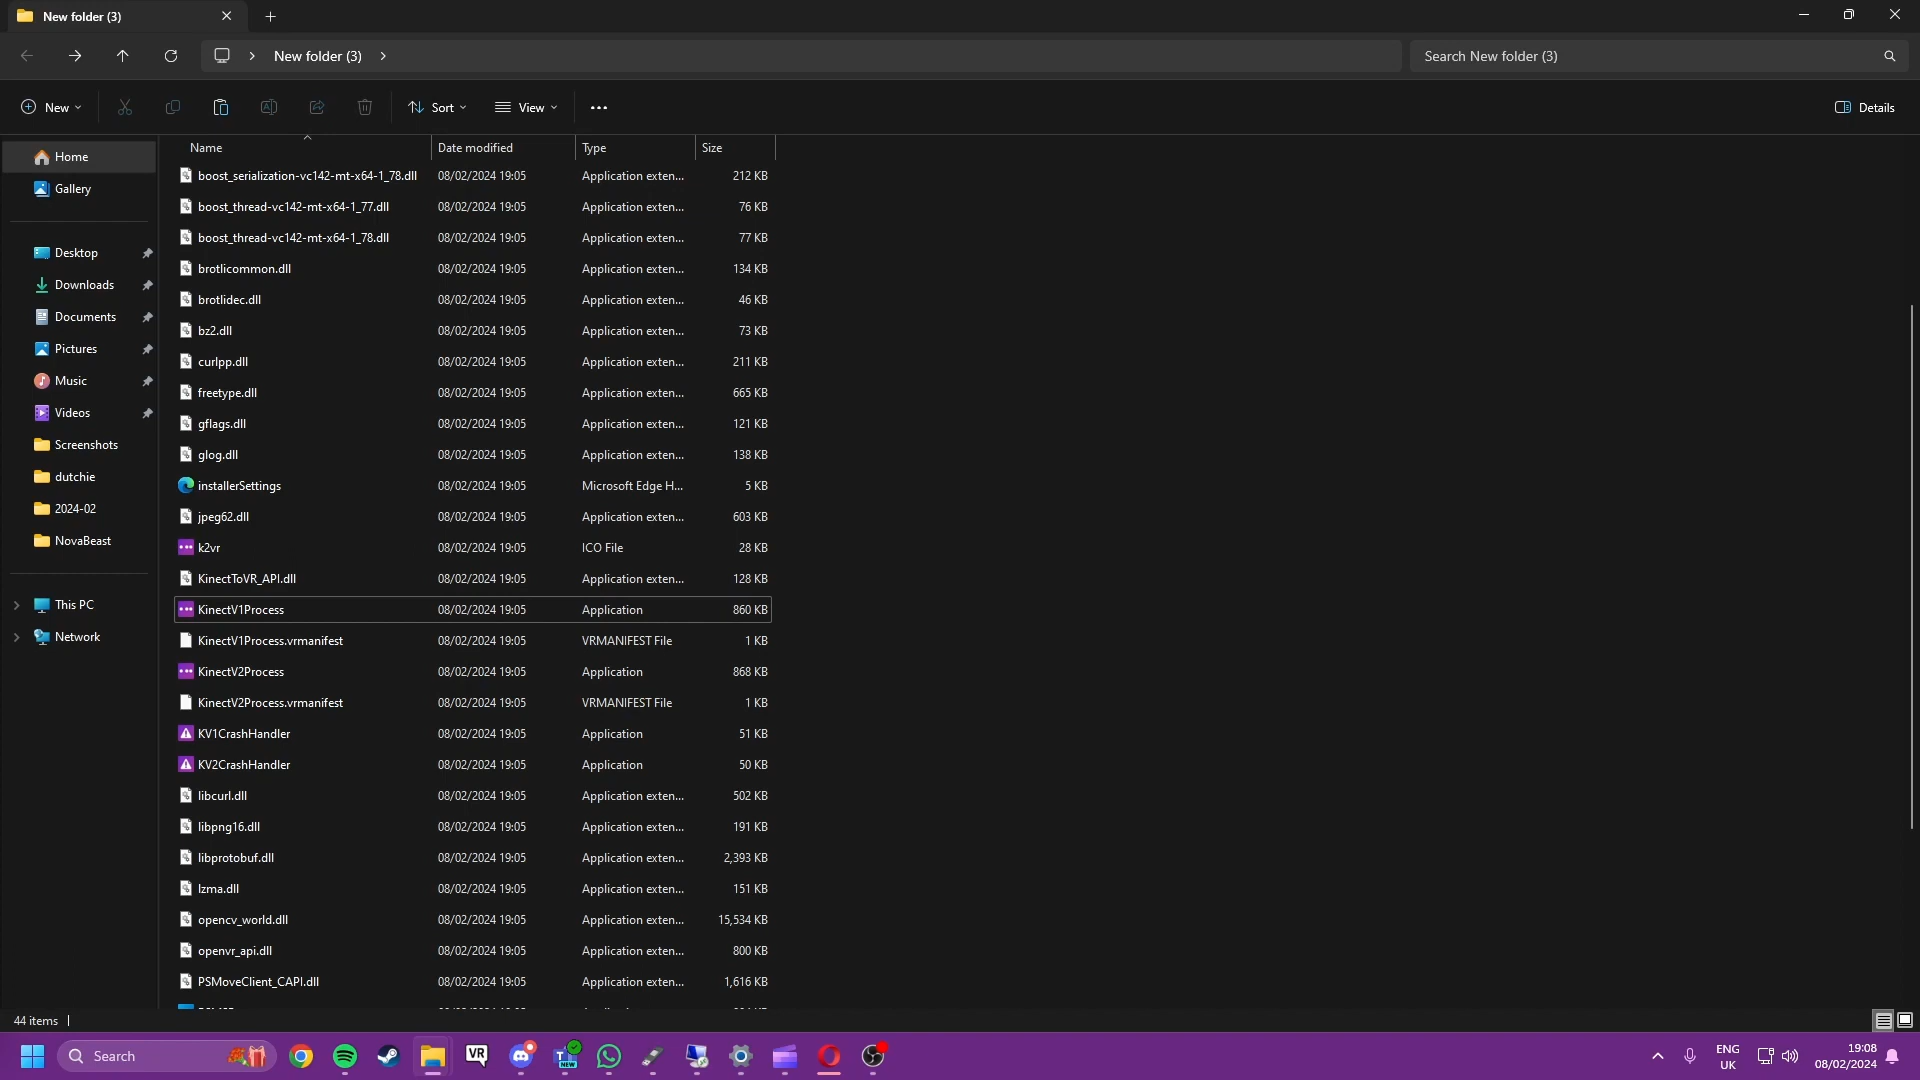 New folder (3)
New folder (3)
Search New folder (3)
New
Sort
View
Details
Name Date modified Type Size
Home
Gallery
Desktop
Downloads
Documents
Pictures
Music
Videos
Screenshots
dutchie
2024-02
NovaBeast
This PC
Network
boost_serialization-vc142-mt-x64-1_78.dll 08/02/2024 19:05 Application exten... 212 KB
boost_thread-vc142-mt-x64-1_77.dll 08/02/2024 19:05 Application exten... 76 KB
boost_thread-vc142-mt-x64-1_78.dll 08/02/2024 19:05 Application exten... 77 KB
brotlicommon.dll 08/02/2024 19:05 Application exten... 134 KB
brotlidec.dll 08/02/2024 19:05 Application exten... 46 KB
bz2.dll 08/02/2024 19:05 Application exten... 73 KB
curlpp.dll 08/02/2024 19:05 Application exten... 211 KB
freetype.dll 08/02/2024 19:05 Application exten... 665 KB
gflags.dll 08/02/2024 19:05 Application exten... 121 KB
glog.dll 08/02/2024 19:05 Application exten... 138 KB
installerSettings 08/02/2024 19:05 Microsoft Edge H... 5 KB
jpeg62.dll 08/02/2024 19:05 Application exten... 603 KB
k2vr 08/02/2024 19:05 ICO File 28 KB
KinectToVR_API.dll 08/02/2024 19:05 Application exten... 128 KB
KinectV1Process 08/02/2024 19:05 Application 860 KB
KinectV1Process.vrmanifest 08/02/2024 19:05 VRMANIFEST File 1 KB
KinectV2Process 08/02/2024 19:05 Application 868 KB
KinectV2Process.vrmanifest 08/02/2024 19:05 VRMANIFEST File 1 KB
KV1CrashHandler 08/02/2024 19:05 Application 51 KB
KV2CrashHandler 08/02/2024 19:05 Application 50 KB
libcurl.dll 08/02/2024 19:05 Application exten... 502 KB
libpng16.dll 08/02/2024 19:05 Application exten... 191 KB
libprotobuf.dll 08/02/2024 19:05 Application exten... 2,393 KB
lzma.dll 08/02/2024 19:05 Application exten... 151 KB
opencv_world.dll 08/02/2024 19:05 Application exten... 15,534 KB
openvr_api.dll 08/02/2024 19:05 Application exten... 800 KB
PSMoveClient_CAPI.dll 08/02/2024 19:05 Application exten... 1,616 KB
44 items
Search
VR
NEW
ENG
UK
19:08
08/02/2024